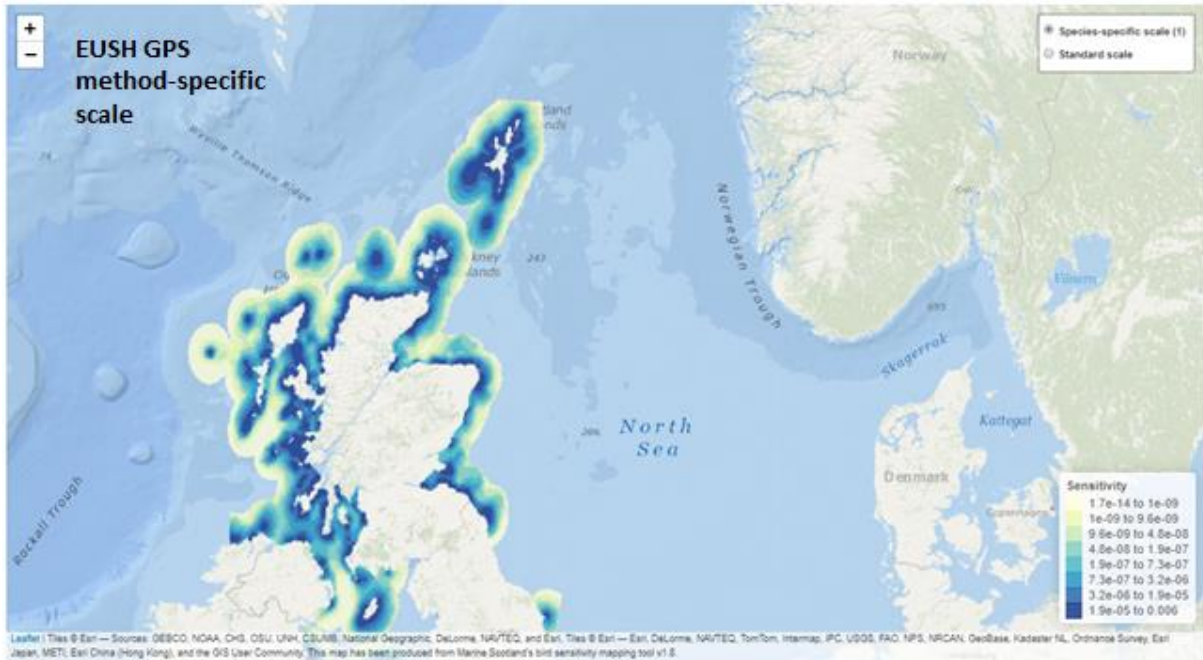 +
−
EUSH GPS
method-specific
scale
Species-specific scale (1)
Standard scale
Norway
Wyville Thomson Ridge
Norwegian Trough
243
Vänern
693
Skagerrak
Kattegat
North
Sea
Denmark
Rockall Trough
Sensitivity
1.7e-14 to 1e-09
1e-09 to 9.6e-09
9.6e-09 to 4.8e-08
4.8e-08 to 1.9e-07
1.9e-07 to 7.3e-07
7.3e-07 to 3.2e-06
3.2e-06 to 1.9e-05
1.9e-05 to 0.006
Leaflet | Tiles © Esri — Sources: GEBCO, NOAA, CHS, OSU, UNH, CSUMB, National Geographic, DeLorme, NAVTEQ, and Esri, Tiles © Esri — Esri, DeLorme, NAVTEQ, TomTom, Intermap, iPC, USGS, FAO, NPS, NRCAN, GeoBase, Kadaster NL, Ordnance Survey, Esri
Japan, METI, Esri China (Hong Kong), and the GIS User Community. This map has been produced from Marine Scotland's bird sensitivity mapping tool v1.8.